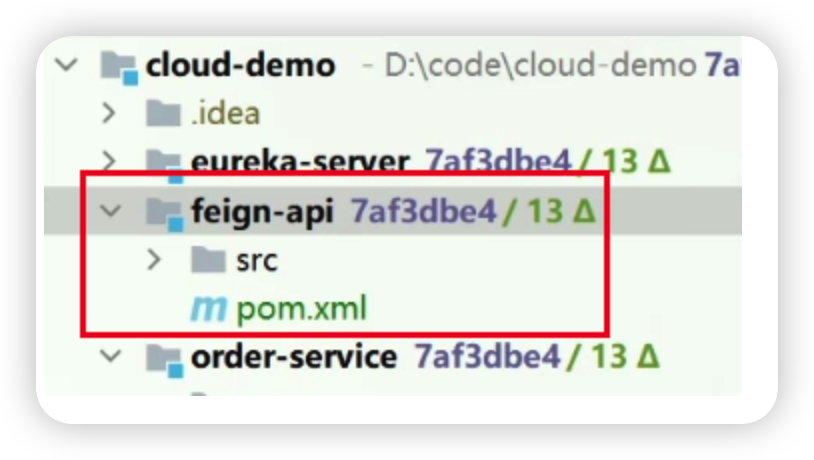 cloud-demo - D:\code\cloud-demo 7a
.idea
eureka-server 7af3dbe4 / 13 Δ
feign-api 7af3dbe4 / 13 Δ
src
m pom.xml
order-service 7af3dbe4 / 13 Δ